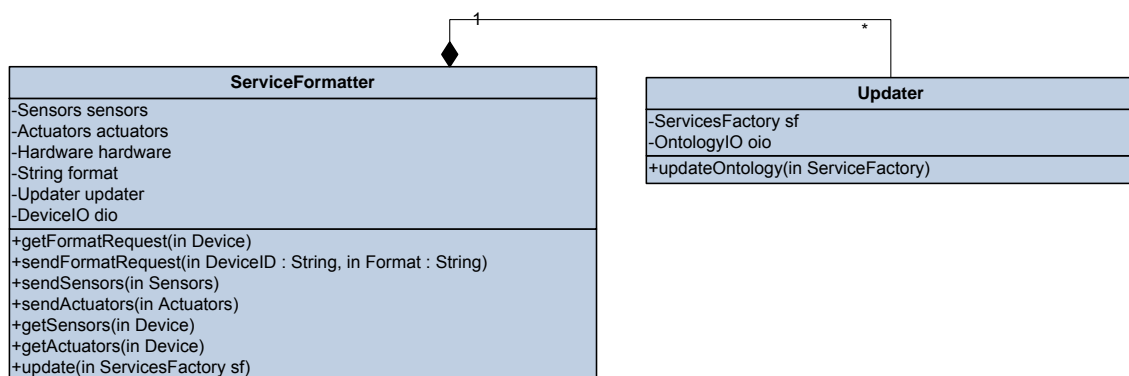 1
*
ServiceFormatter
-Sensors sensors
-Actuators actuators
-Hardware hardware
-String format
-Updater updater
-DeviceIO dio
+getFormatRequest(in Device)
+sendFormatRequest(in DeviceID : String, in Format : String)
+sendSensors(in Sensors)
+sendActuators(in Actuators)
+getSensors(in Device)
+getActuators(in Device)
+update(in ServicesFactory sf)
Updater
-ServicesFactory sf
-OntologyIO oio
+updateOntology(in ServiceFactory)